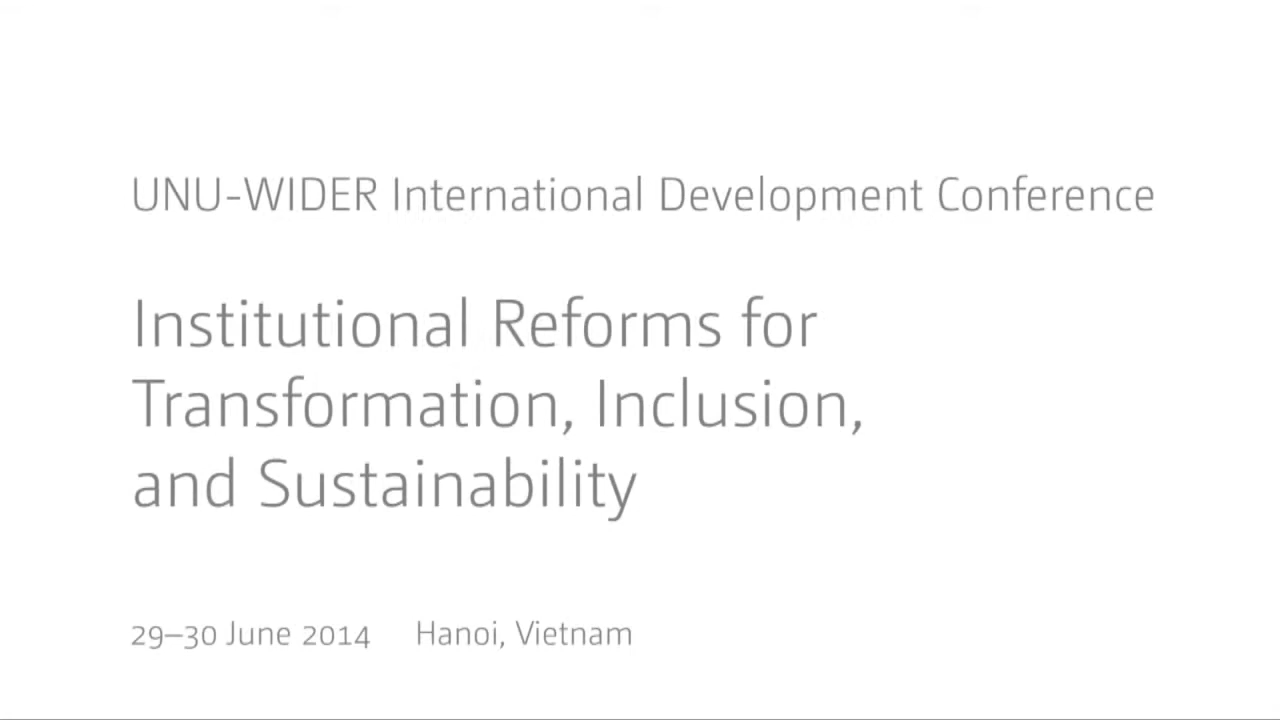 UNU-WIDER International Development Conference
Institutional Reforms for
Transformation, Inclusion,
and Sustainability
29–30 June 2014 Hanoi, Vietnam